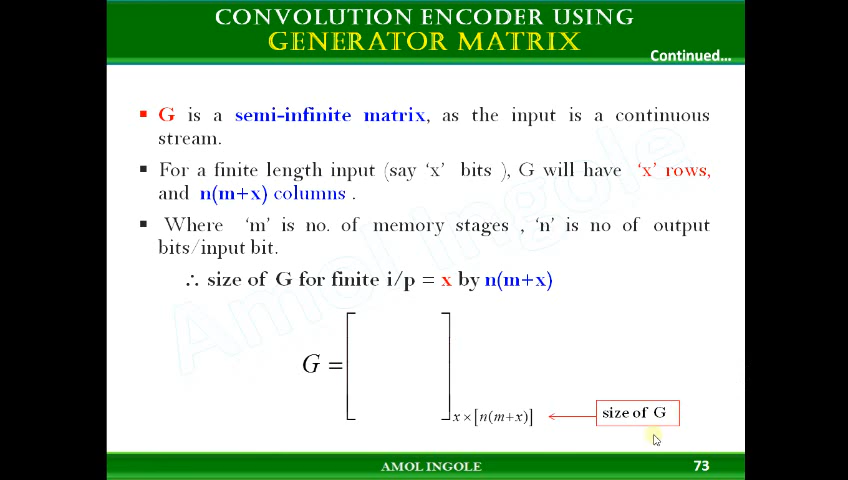 CONVOLUTION ENCODER USING
GENERATOR MATRIX
Continued...
▪ G is a semi-infinite matrix, as the input is a continuous
stream.
▪ For a finite length input (say ‘x’ bits ), G will have ‘x’ rows,
and n(m+x) columns .
▪ Where ‘m’ is no. of memory stages , ‘n’ is no of output
bits/input bit.
∴ size of G for finite i/p = x by n(m+x)
G =
x×[n(m+x)]
size of G
Amol ingole
AMOL INGOLE
73